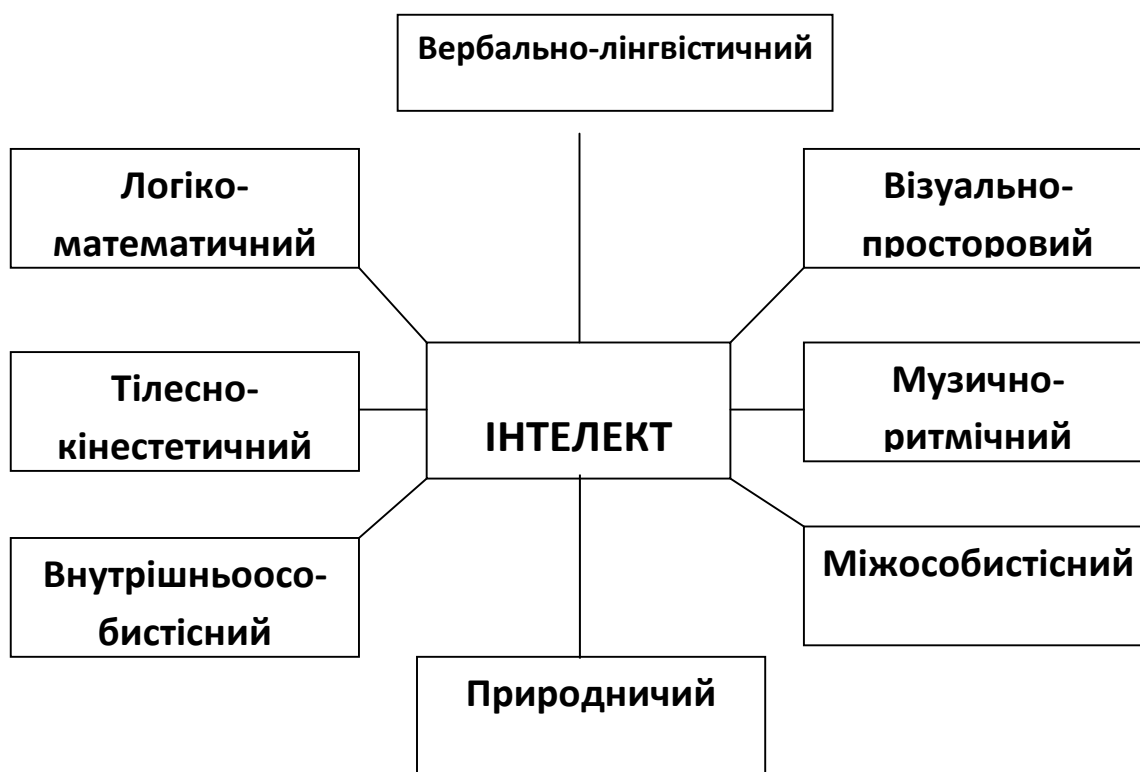 Вербально-лінгвістичний
Логіко-
математичний
Візуально-
просторовий
Тілесно-
кінестетичний
ІНТЕЛЕКТ
Музично-
ритмічний
Внутрішньоосо-
бистісний
Міжособистісний
Природничий